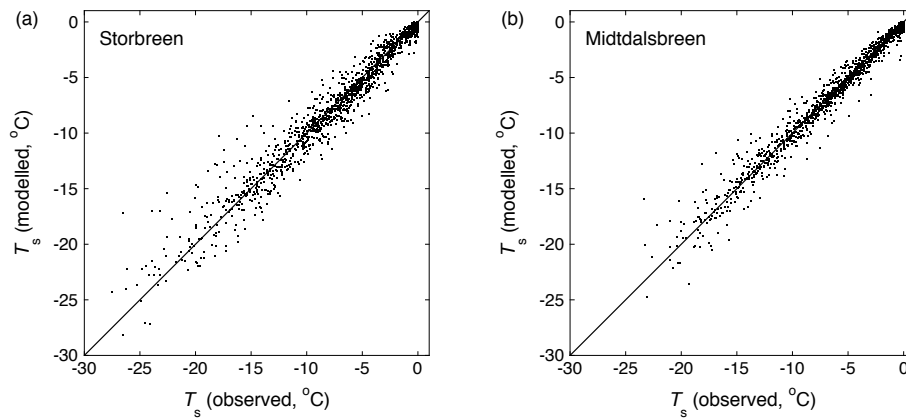 (a)
Storbreen
0
-5
-10
-15
-20
-25
-30
T_s (modelled, °C)
-30 -25 -20 -15 -10 -5 0
T_s (observed, °C)
(b)
Midtdalsbreen
0
-5
-10
-15
-20
-25
-30
T_s (modelled, °C)
-30 -25 -20 -15 -10 -5 0
T_s (observed, °C)